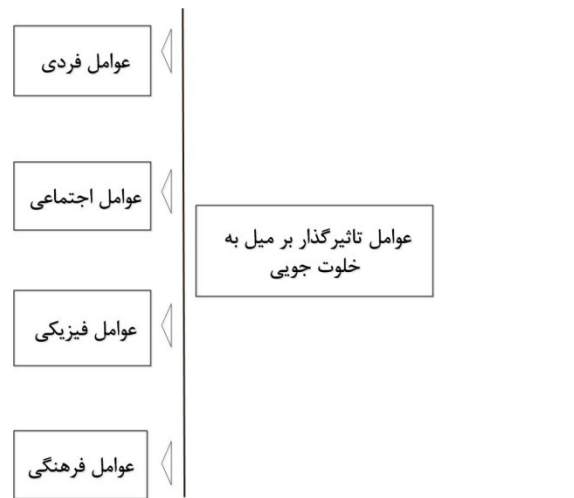 عوامل تاثیرگذار بر میل به
خلوت جویی
عوامل فردی
عوامل اجتماعی
عوامل فیزیکی
عوامل فرهنگی